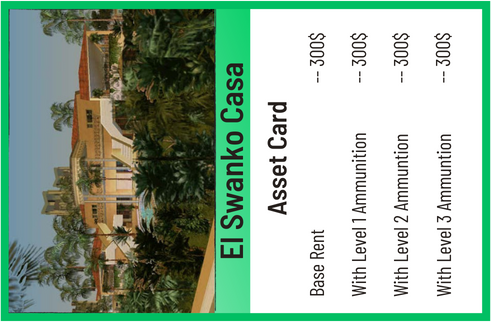 El Swanko Casa
Asset Card
Base Rent -- 300$
With Level 1 Ammunition -- 300$
With Level 2 Ammuntion -- 300$
With Level 3 Ammuntion -- 300$